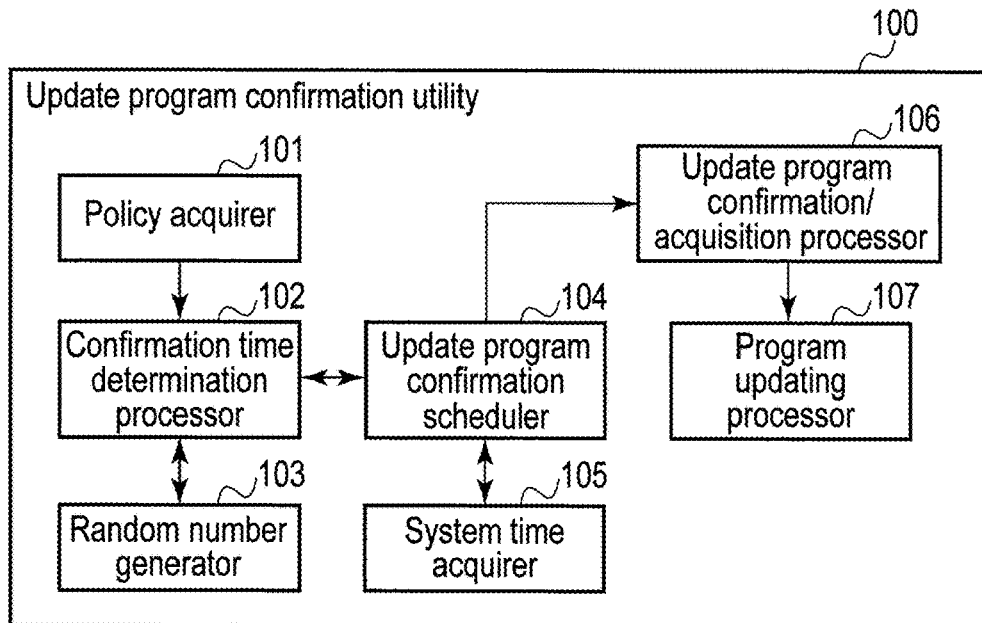 100
Update program confirmation utility
101
Policy acquirer
102
Confirmation time
determination
processor
103
Random number
generator
104
Update program
confirmation
scheduler
105
System time
acquirer
106
Update program
confirmation/
acquisition processor
107
Program
updating
processor